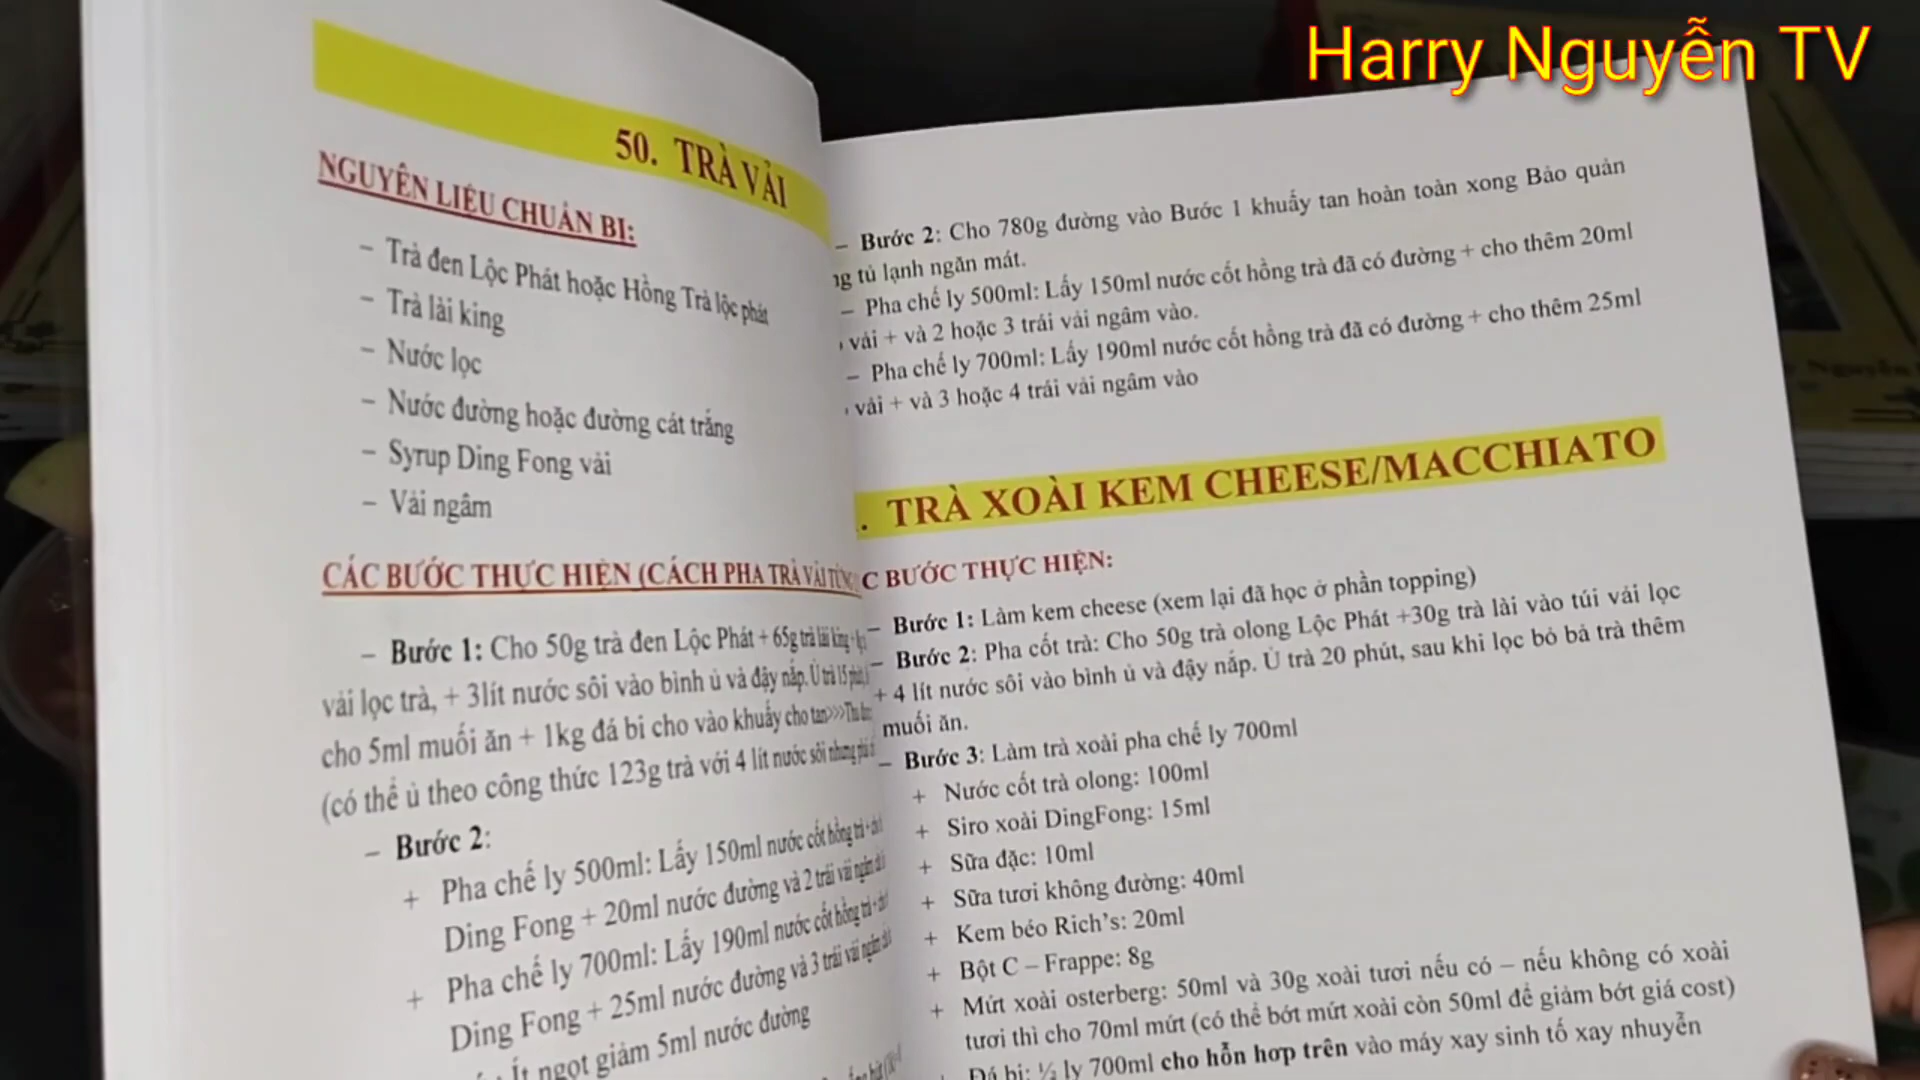 Harry Nguyễn TV
50. TRÀ VẢI
NGUYÊN LIỆU CHUẨN BỊ:
– Trà đen Lộc Phát hoặc Hồng Trà lộc phát
– Trà lài king
– Nước lọc
– Nước đường hoặc đường cát trắng
– Syrup Ding Fong vải
– Vải ngâm
CÁC BƯỚC THỰC HIỆN (CÁCH PHA TRÀ VẢI TỪNG
– Bước 1: Cho 50g trà đen Lộc Phát + 65g trà lài king
vải lọc trà, + 3lít nước sôi vào bình ủ và đậy nắp. Ủ trà 15 phút
cho 5ml muối ăn + 1kg đá bi cho vào khuấy cho tan>>>Thu được
(có thể ủ theo công thức 123g trà với 4 lít nước sôi nhưng
– Bước 2:
+ Pha chế ly 500ml: Lấy 150ml nước cốt hồng trà +
Ding Fong + 20ml nước đường và 2 trái vải ngâm
+ Pha chế ly 700ml: Lấy 190ml nước cốt hồng trà +
Ding Fong + 25ml nước đường và 3 trái vải ngâm
Ít ngọt giảm 5ml nước đường
– Bước 2: Cho 780g đường vào Bước 1 khuấy tan hoàn toàn xong Bảo quản
ng tủ lạnh ngăn mát.
– Pha chế ly 500ml: Lấy 150ml nước cốt hồng trà đã có đường + cho thêm 20ml
vải + và 2 hoặc 3 trái vải ngâm vào.
– Pha chế ly 700ml: Lấy 190ml nước cốt hồng trà đã có đường + cho thêm 25ml
vải + và 3 hoặc 4 trái vải ngâm vào
. TRÀ XOÀI KEM CHEESE/MACCHIATO
C BƯỚC THỰC HIỆN:
– Bước 1: Làm kem cheese (xem lại đã học ở phần topping)
– Bước 2: Pha cốt trà: Cho 50g trà olong Lộc Phát +30g trà lài vào túi vải lọc
+ 4 lít nước sôi vào bình ủ và đậy nắp. Ủ trà 20 phút, sau khi lọc bỏ bã trà thêm
muối ăn.
– Bước 3: Làm trà xoài pha chế ly 700ml
+ Nước cốt trà olong: 100ml
+ Siro xoài DingFong: 15ml
+ Sữa đặc: 10ml
+ Sữa tươi không đường: 40ml
+ Kem béo Rich's: 20ml
+ Bột C – Frappe: 8g
+ Mứt xoài osterberg: 50ml và 30g xoài tươi nếu có – nếu không có xoài
tươi thì cho 70ml mứt (có thể bớt mứt xoài còn 50ml để giảm bớt giá cost)
+ Đá bi: ½ ly 700ml cho hỗn hợp trên vào máy xay sinh tố xay nhuyễn